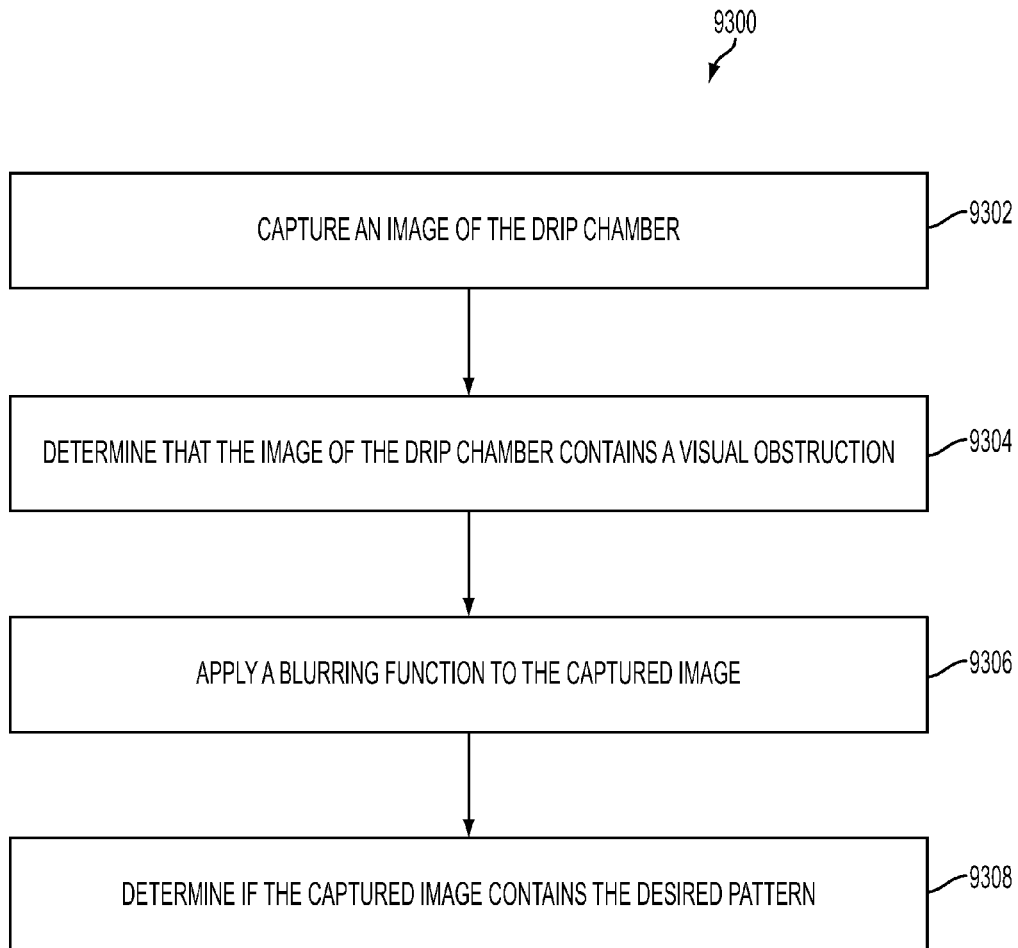 9300
CAPTURE AN IMAGE OF THE DRIP CHAMBER
9302
DETERMINE THAT THE IMAGE OF THE DRIP CHAMBER CONTAINS A VISUAL OBSTRUCTION
9304
APPLY A BLURRING FUNCTION TO THE CAPTURED IMAGE
9306
DETERMINE IF THE CAPTURED IMAGE CONTAINS THE DESIRED PATTERN
9308